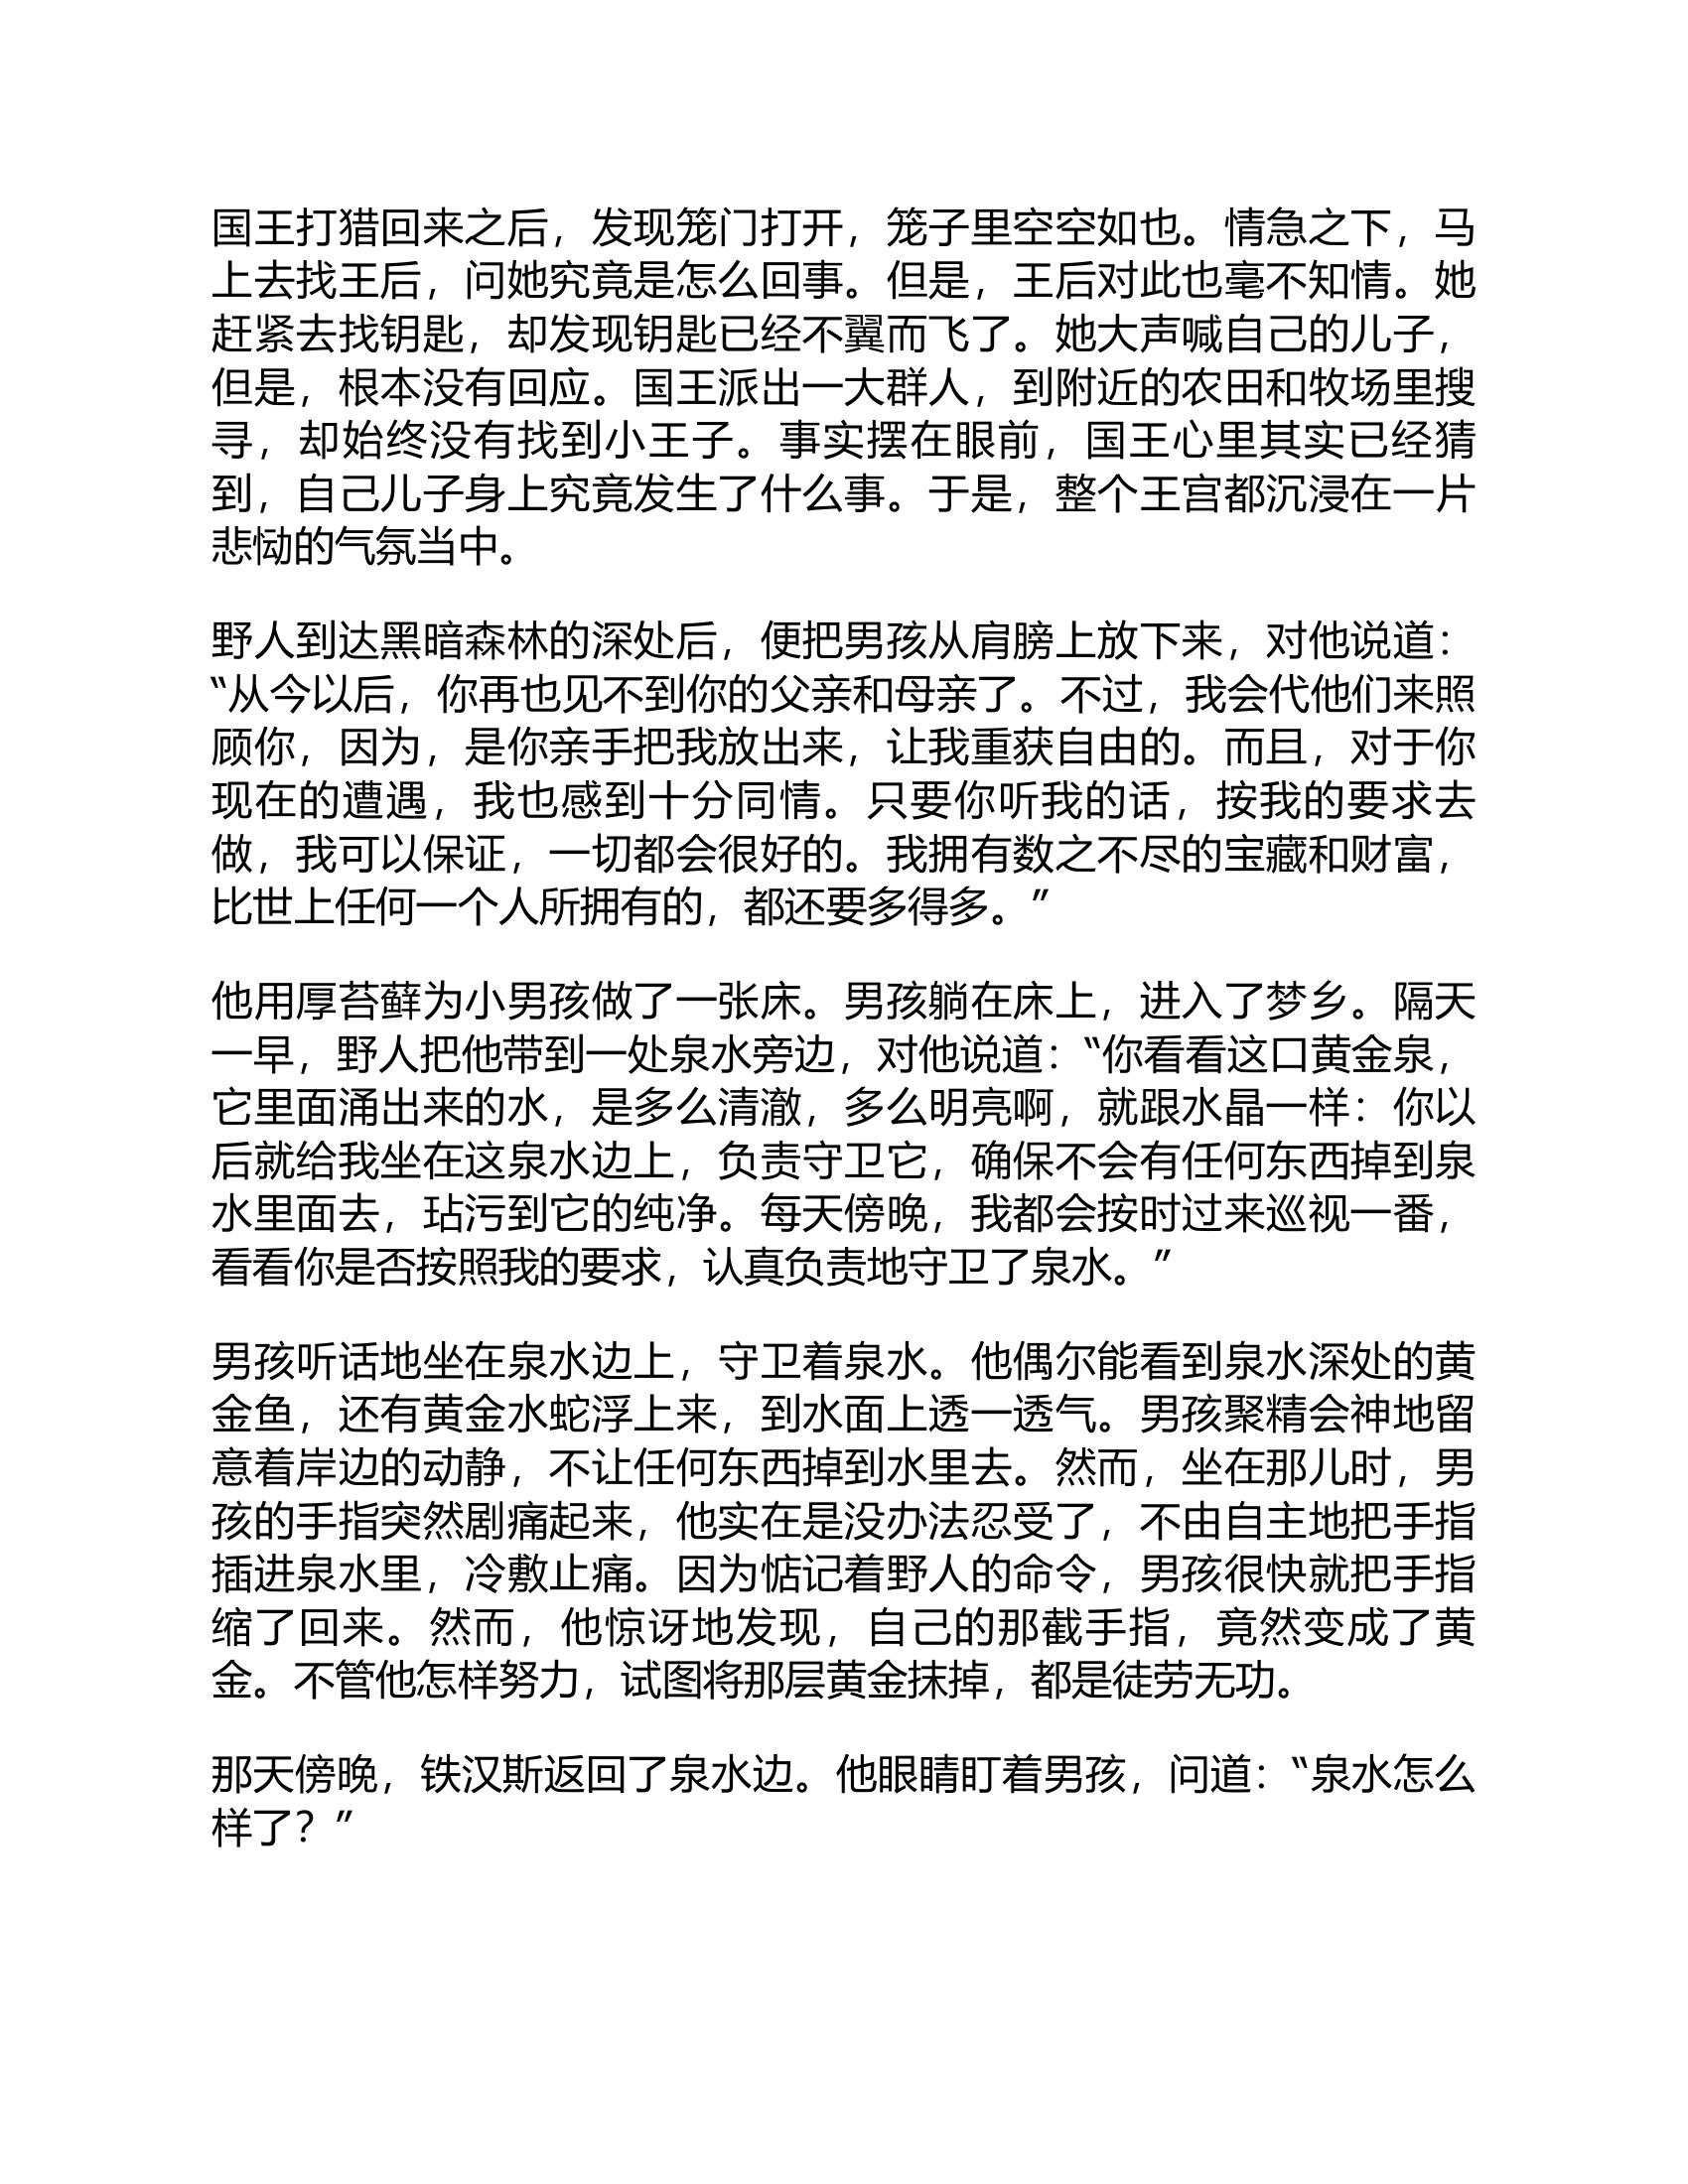 国王打猎回来之后，发现笼门打开，笼子里空空如也。情急之下，马
上去找王后，问她究竟是怎么回事。但是，王后对此也毫不知情。她
赶紧去找钥匙，却发现钥匙已经不翼而飞了。她大声喊自己的儿子，
但是，根本没有回应。国王派出一大群人，到附近的农田和牧场里搜
寻，却始终没有找到小王子。事实摆在眼前，国王心里其实已经猜
到，自己儿子身上究竟发生了什么事。于是，整个王宫都沉浸在一片
悲恸的气氛当中。
野人到达黑暗森林的深处后，便把男孩从肩膀上放下来，对他说道：
“从今以后，你再也见不到你的父亲和母亲了。不过，我会代他们来照
顾你，因为，是你亲手把我放出来，让我重获自由的。而且，对于你
现在的遭遇，我也感到十分同情。只要你听我的话，按我的要求去
做，我可以保证，一切都会很好的。我拥有数之不尽的宝藏和财富，
比世上任何一个人所拥有的，都还要多得多。”
他用厚苔藓为小男孩做了一张床。男孩躺在床上，进入了梦乡。隔天
一早，野人把他带到一处泉水旁边，对他说道：“你看看这口黄金泉，
它里面涌出来的水，是多么清澈，多么明亮啊，就跟水晶一样：你以
后就给我坐在这泉水边上，负责守卫它，确保不会有任何东西掉到泉
水里面去，玷污到它的纯净。每天傍晚，我都会按时过来巡视一番，
看看你是否按照我的要求，认真负责地守卫了泉水。”
男孩听话地坐在泉水边上，守卫着泉水。他偶尔能看到泉水深处的黄
金鱼，还有黄金水蛇浮上来，到水面上透一透气。男孩聚精会神地留
意着岸边的动静，不让任何东西掉到水里去。然而，坐在那儿时，男
孩的手指突然剧痛起来，他实在是没办法忍受了，不由自主地把手指
插进泉水里，冷敷止痛。因为惦记着野人的命令，男孩很快就把手指
缩了回来。然而，他惊讶地发现，自己的那截手指，竟然变成了黄
金。不管他怎样努力，试图将那层黄金抹掉，都是徒劳无功。
那天傍晚，铁汉斯返回了泉水边。他眼睛盯着男孩，问道：“泉水怎么
样了？”